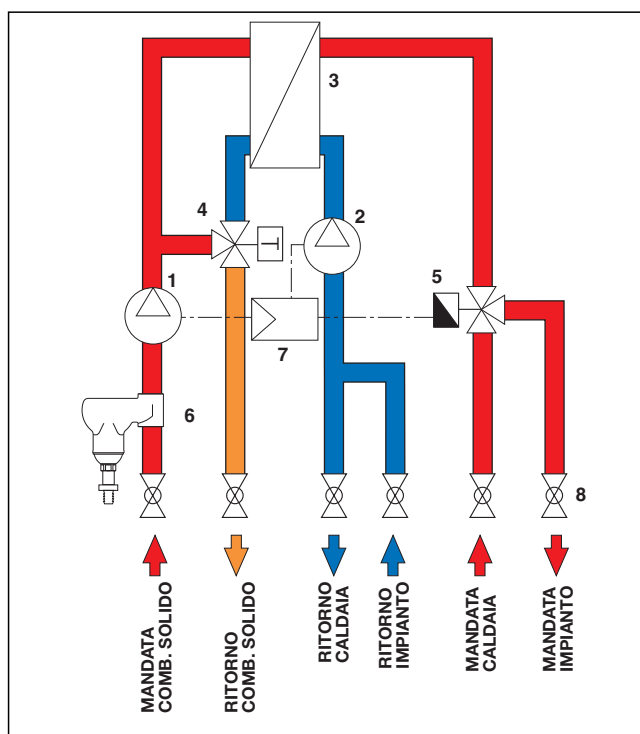 3
4
2
1
5
T
7
6
8
MANDATA
COMB. SOLIDO
RITORNO
COMB. SOLIDO
RITORNO
CALDAIA
RITORNO
IMPIANTO
MANDATA
CALDAIA
MANDATA
IMPIANTO